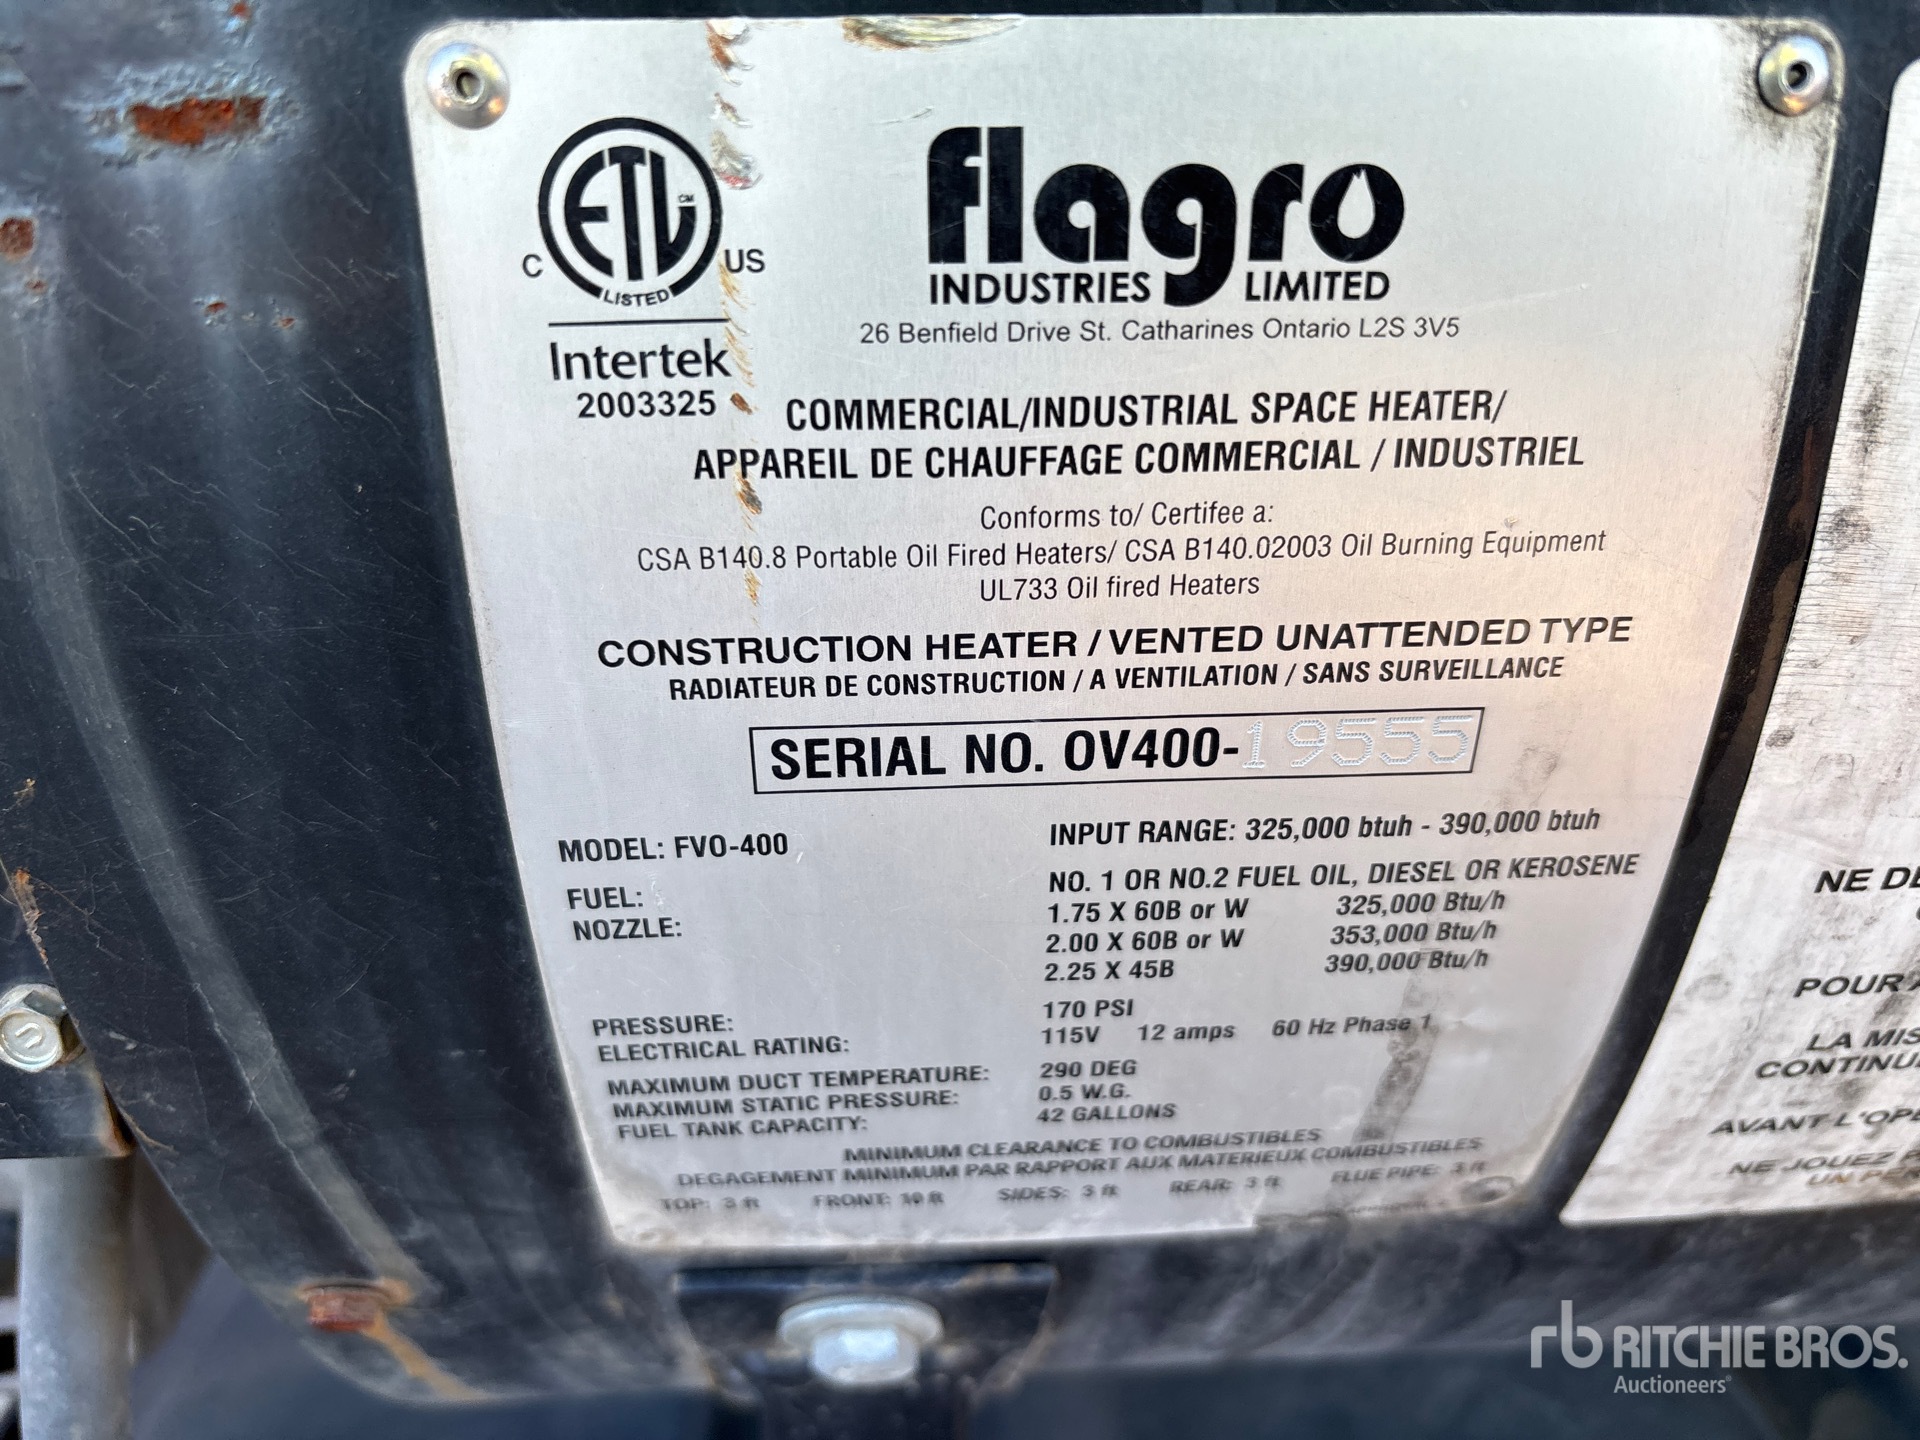 flagro
INDUSTRIES LIMITED
26 Benfield Drive St. Catharines Ontario L2S 3V5
ETL CM
C US
LISTED
Intertek
2003325
COMMERCIAL/INDUSTRIAL SPACE HEATER/
APPAREIL DE CHAUFFAGE COMMERCIAL / INDUSTRIEL
Conforms to/ Certifee a:
CSA B140.8 Portable Oil Fired Heaters/ CSA B140.02003 Oil Burning Equipment
UL733 Oil fired Heaters
CONSTRUCTION HEATER / VENTED UNATTENDED TYPE
RADIATEUR DE CONSTRUCTION / A VENTILATION / SANS SURVEILLANCE
SERIAL NO. OV400-19555
MODEL: FVO-400 INPUT RANGE: 325,000 btuh - 390,000 btuh
FUEL: NO. 1 OR NO.2 FUEL OIL, DIESEL OR KEROSENE
NOZZLE: 1.75 X 60B or W 325,000 Btu/h
2.00 X 60B or W 353,000 Btu/h
2.25 X 45B 390,000 Btu/h
PRESSURE: 170 PSI
ELECTRICAL RATING: 115V 12 amps 60 Hz Phase 1
MAXIMUM DUCT TEMPERATURE: 290 DEG
MAXIMUM STATIC PRESSURE: 0.5 W.G.
FUEL TANK CAPACITY: 42 GALLONS
MINIMUM CLEARANCE TO COMBUSTIBLES
DEGAGEMENT MINIMUM PAR RAPPORT AUX MATERIEUX COMBUSTIBLES
TOP: 3 ft FRONT: 10 ft SIDES: 3 ft REAR: 3 ft FLUE PIPE: 3 ft
NE DE
POUR
LA MIS
CONTINU
AVANT L'OPE
NE JOUEZ P
UN PE
rb RITCHIE BROS.
Auctioneers